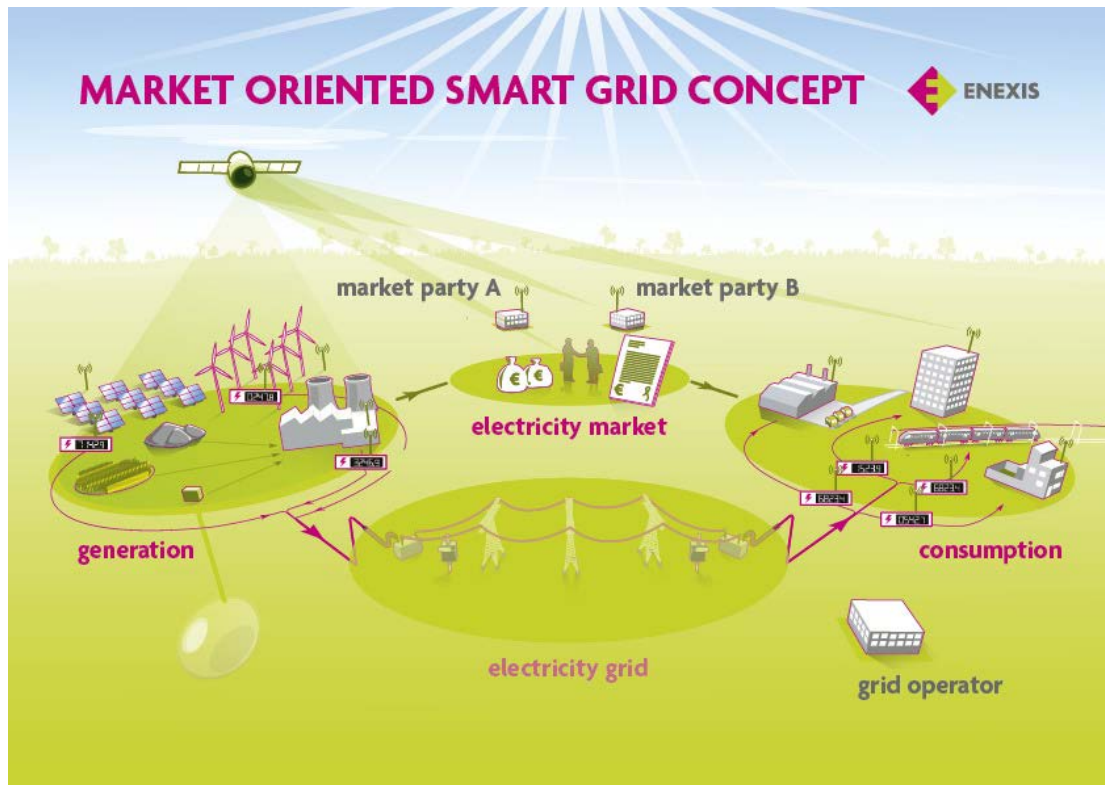 MARKET ORIENTED SMART GRID CONCEPT
ENEXIS
market party A
market party B
electricity market
generation
consumption
electricity grid
grid operator